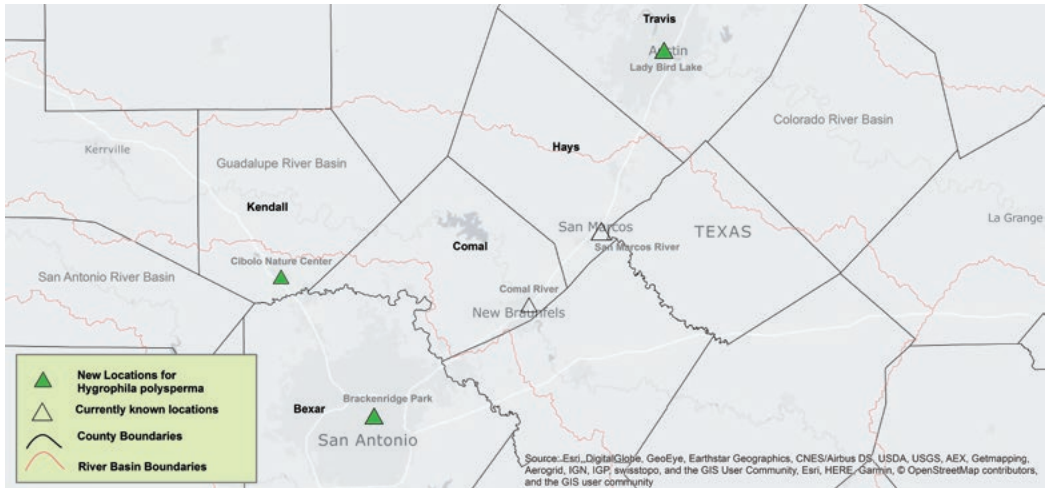 Travis
Austin
Lady Bird Lake
Colorado River Basin
Hays
Kerrville
Guadalupe River Basin
Kendall
San Marcos
San Marcos River
TEXAS
La Grange
Comal
Cibolo Nature Center
San Antonio River Basin
Comal River
New Braunfels
New Locations for
Hygrophila polysperma
Currently known locations
County Boundaries
River Basin Boundaries
Bexar
Brackenridge Park
San Antonio
Source: Esri, DigitalGlobe, GeoEye, Earthstar Geographics, CNES/Airbus DS, USDA, USGS, AEX, Getmapping,
Aerogrid, IGN, IGP, swisstopo, and the GIS User Community, Esri, HERE, Garmin, © OpenStreetMap contributors,
and the GIS user community